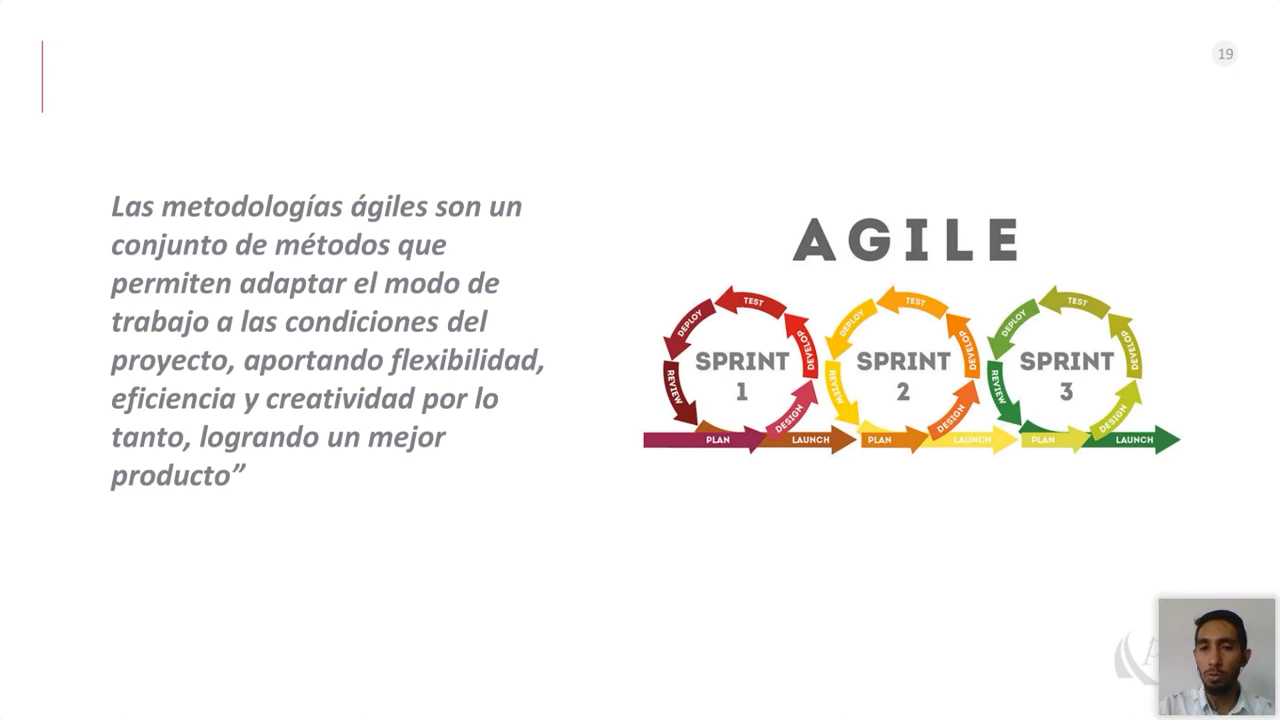 19
Las metodologías ágiles son un
conjunto de métodos que
permiten adaptar el modo de
trabajo a las condiciones del
proyecto, aportando flexibilidad,
eficiencia y creatividad por lo
tanto, logrando un mejor
producto”
AGILE
TEST
DEPLOY
DEVELOP
REVIEW
SPRINT
1
DESIGN
PLAN
LAUNCH
TEST
DEPLOY
DEVELOP
REVIEW
SPRINT
2
DESIGN
PLAN
LAUNCH
TEST
DEPLOY
DEVELOP
REVIEW
SPRINT
3
DESIGN
PLAN
LAUNCH